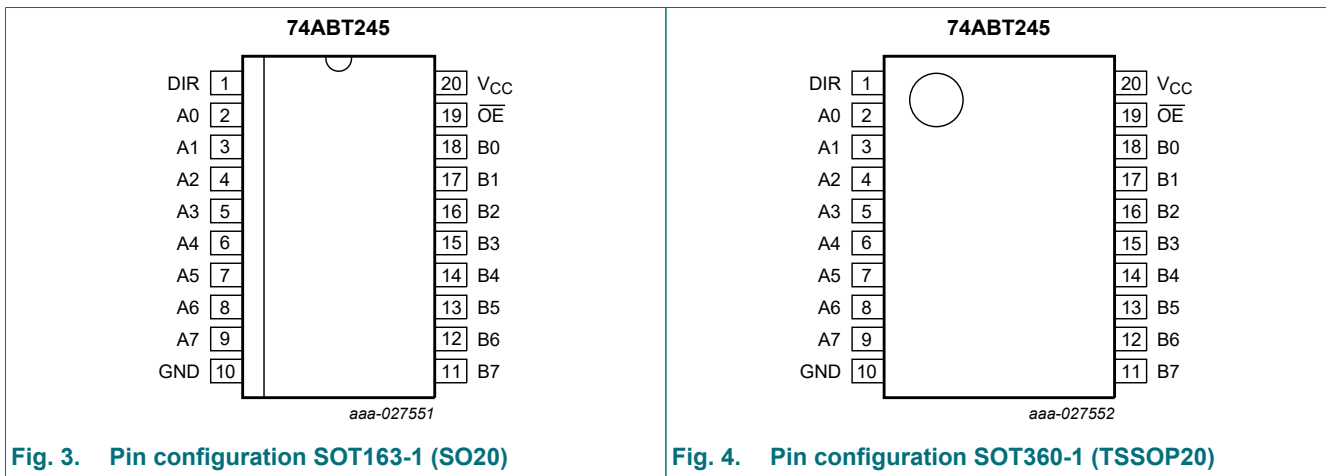 74ABT245
DIR 1 20 VCC
A0 2 19 OE
A1 3 18 B0
A2 4 17 B1
A3 5 16 B2
A4 6 15 B3
A5 7 14 B4
A6 8 13 B5
A7 9 12 B6
GND 10 11 B7
aaa-027551
Fig. 3. Pin configuration SOT163-1 (SO20)
74ABT245
DIR 1 20 VCC
A0 2 19 OE
A1 3 18 B0
A2 4 17 B1
A3 5 16 B2
A4 6 15 B3
A5 7 14 B4
A6 8 13 B5
A7 9 12 B6
GND 10 11 B7
aaa-027552
Fig. 4. Pin configuration SOT360-1 (TSSOP20)